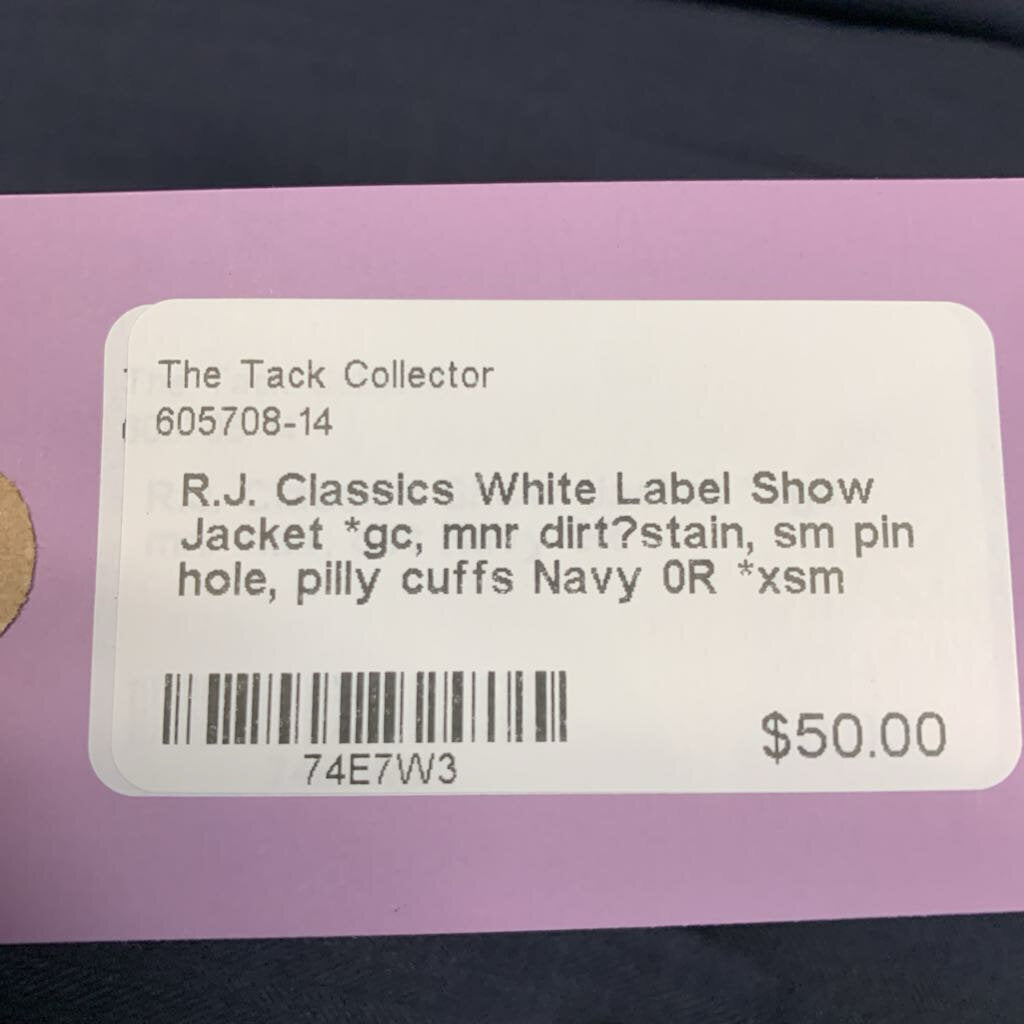 The Tack Collector
605708-14
R.J. Classics White Label Show
Jacket *gc, mnr dirt?stain, sm pin
hole, pilly cuffs Navy 0R *xsm
74E7W3
$50.00